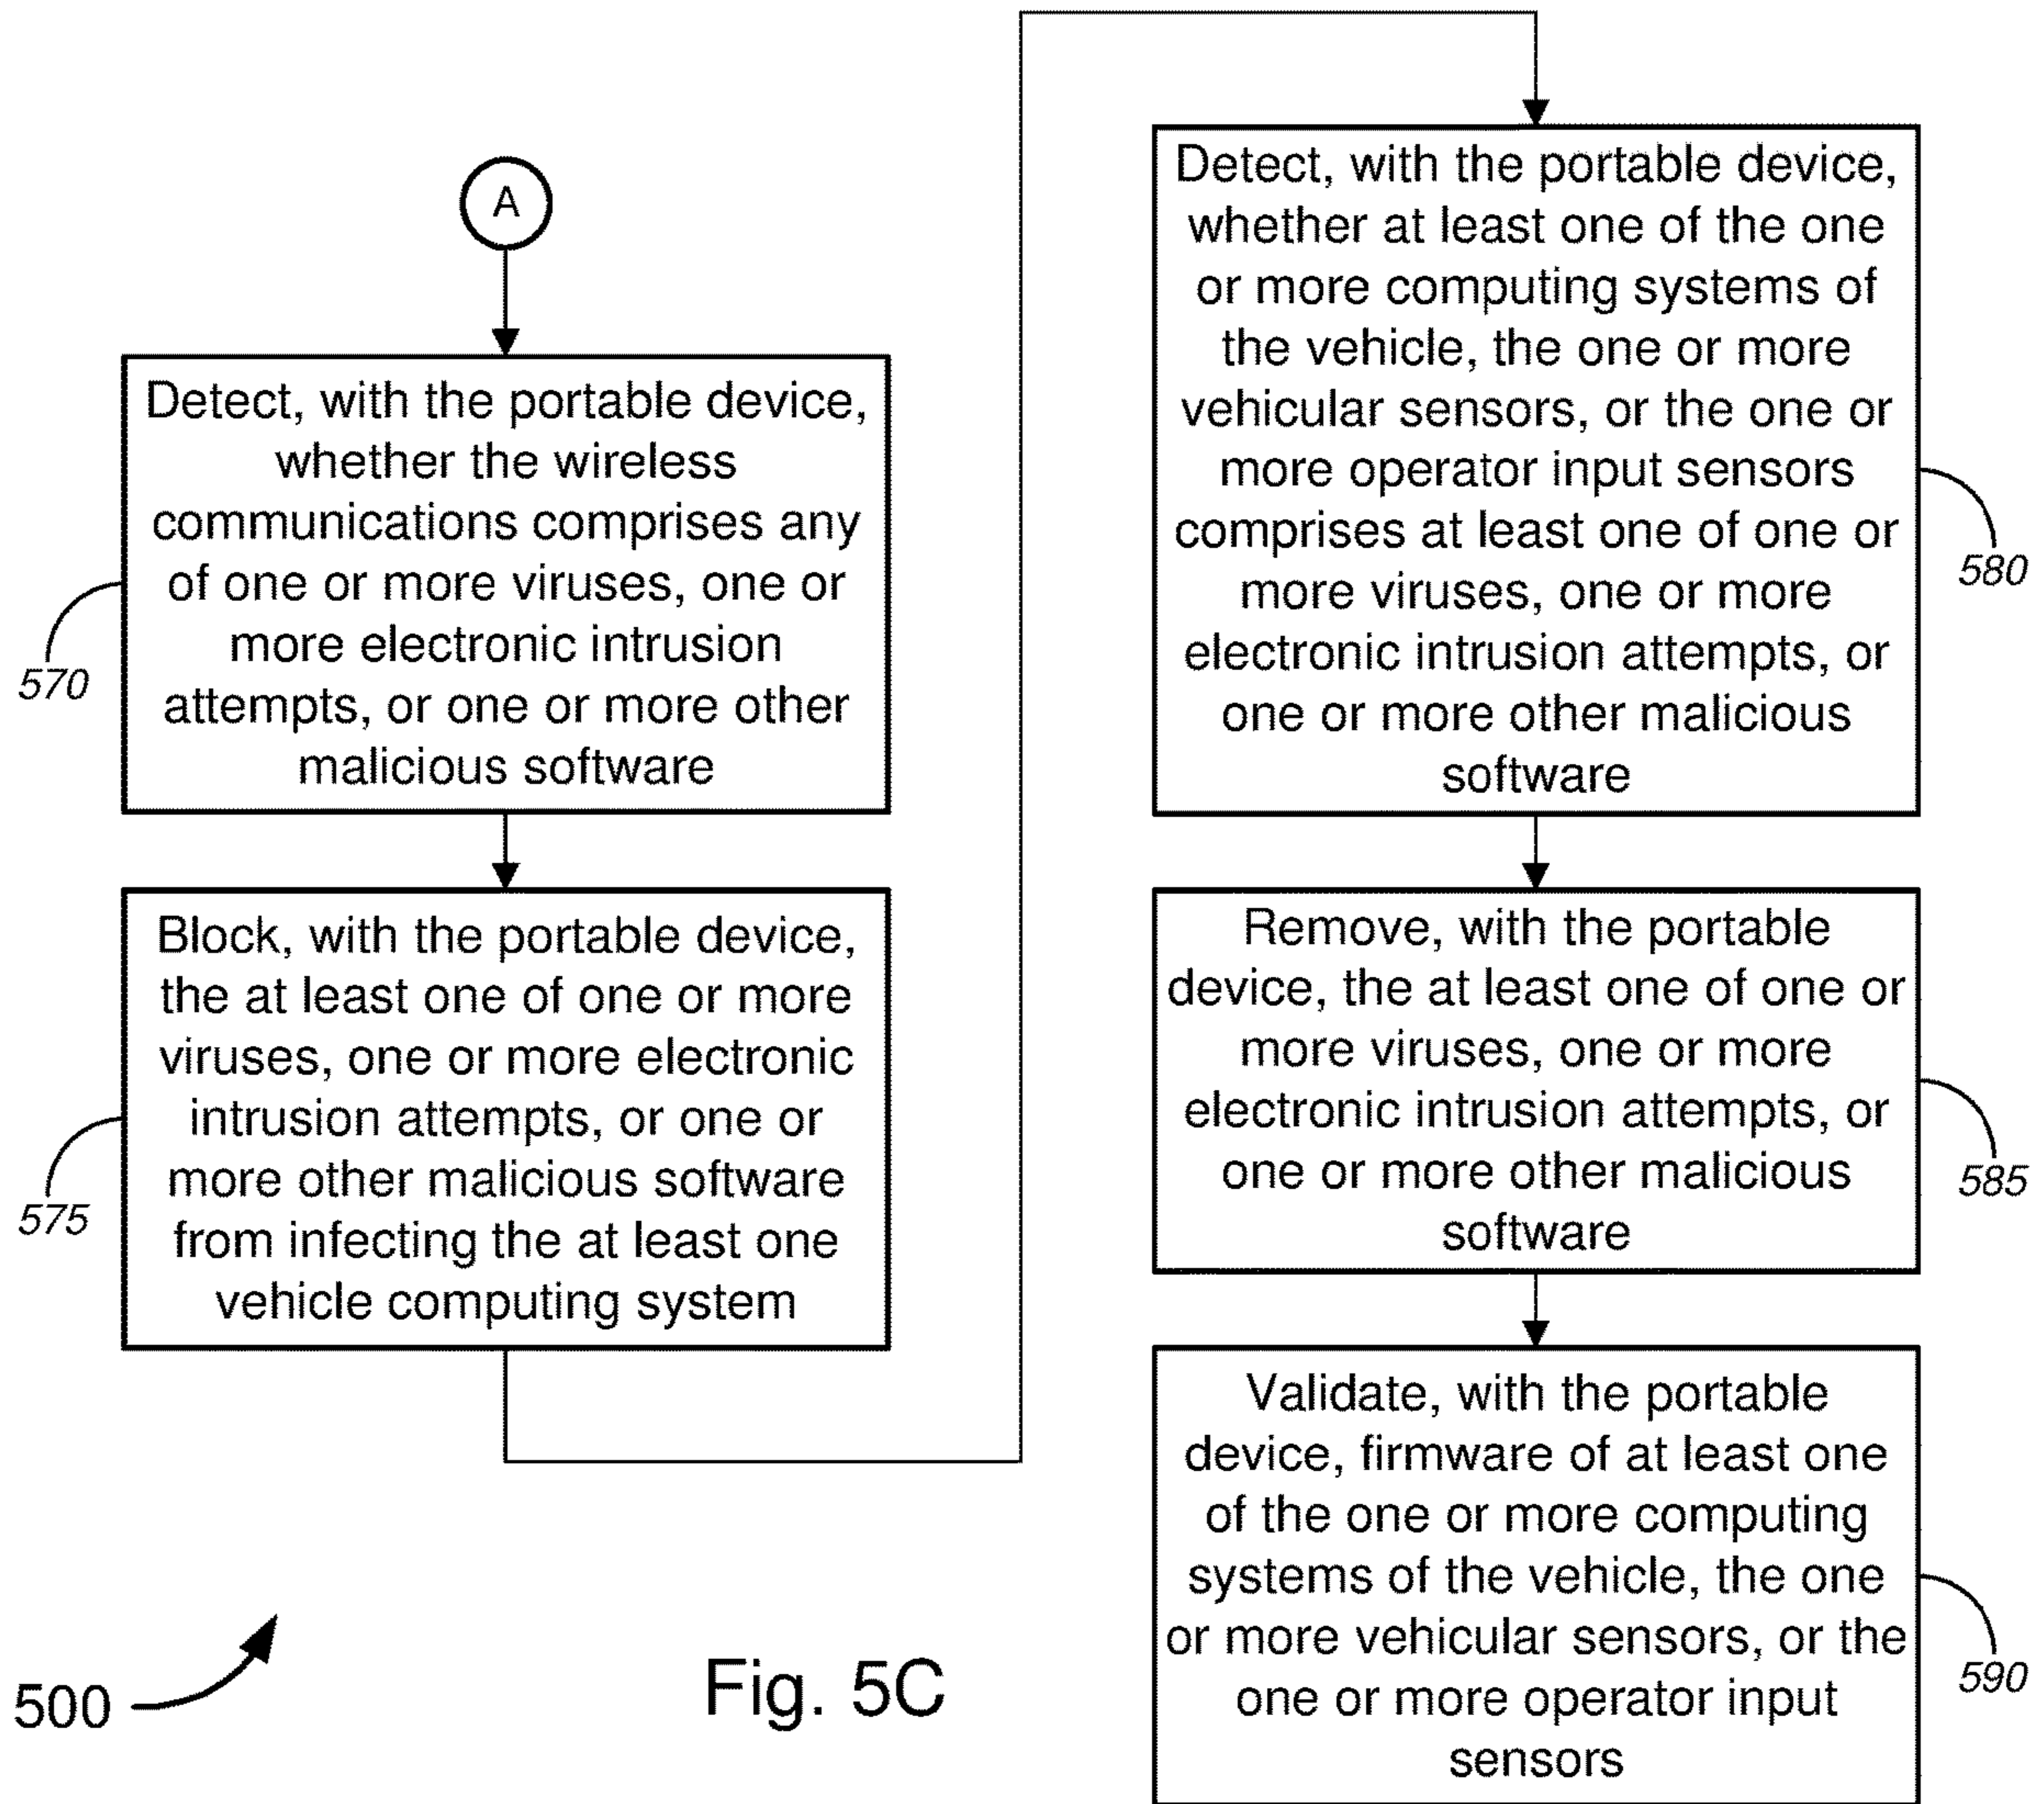 A
Detect, with the portable device,
whether the wireless
communications comprises any
of one or more viruses, one or
more electronic intrusion
attempts, or one or more other
malicious software
570
Block, with the portable device,
the at least one of one or more
viruses, one or more electronic
intrusion attempts, or one or
more other malicious software
from infecting the at least one
vehicle computing system
575
Detect, with the portable device,
whether at least one of the one
or more computing systems of
the vehicle, the one or more
vehicular sensors, or the one or
more operator input sensors
comprises at least one of one or
more viruses, one or more
electronic intrusion attempts, or
one or more other malicious
software
580
Remove, with the portable
device, the at least one of one or
more viruses, one or more
electronic intrusion attempts, or
one or more other malicious
software
585
Validate, with the portable
device, firmware of at least one
of the one or more computing
systems of the vehicle, the one
or more vehicular sensors, or the
one or more operator input
sensors
590
500
Fig. 5C